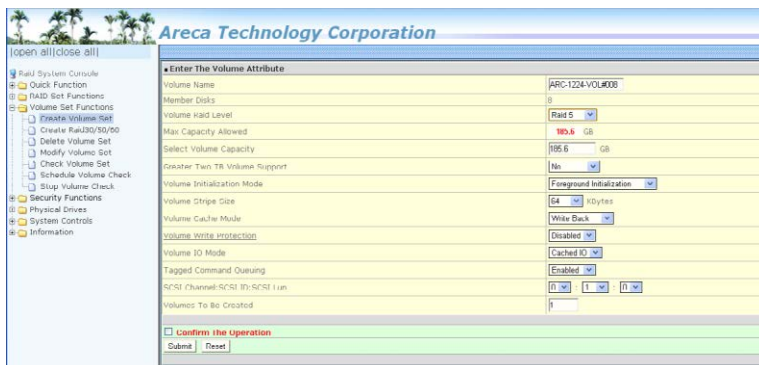 Areca Technology Corporation
|open all|close all|
Raid System Console
Quick Function
RAID Set Functions
Volume Set Functions
Create Volume Set
Create Raid30/50/60
Delete Volume Set
Modify Volume Set
Check Volume Set
Schedule Volume Check
Stop Volume Check
Security Functions
Physical Drives
System Controls
Information
Enter The Volume Attribute
Volume Name ARC-1224-VOL#008
Member Disks 8
Volume Raid Level Raid 5
Max Capacity Allowed 185.6 GB
Select Volume Capacity 185.6 GB
Greater Two TB Volume Support No
Volume Initialization Mode Foreground Initialization
Volume Stripe Size 64 KBytes
Volume Cache Mode Write Back
Volume Write Protection Disabled
Volume IO Mode Cached IO
Tagged Command Queuing Enabled
SCSI Channel:SCSI ID:SCSI Lun 0 : 1 : 0
Volumes To Be Created 1
Confirm The Operation
Submit Reset